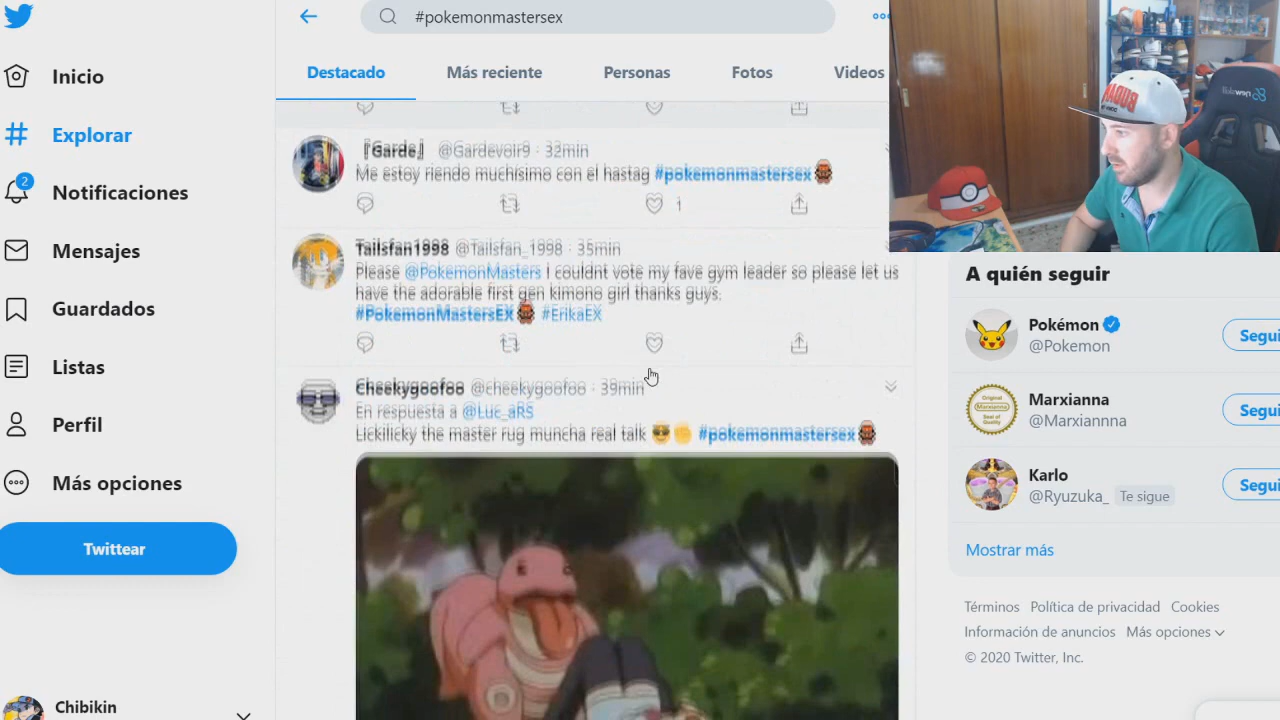 #pokemonmastersex
Inicio
Explorar
2
Notificaciones
Mensajes
Guardados
Listas
Perfil
Más opciones
Twittear
Chibikin
Destacado
Más reciente
Personas
Fotos
Videos
『Garde』 @Gardevoir9 · 32min
Me estoy riendo muchísimo con el hastag #pokemonmastersex
1
Tailsfan1998 @Tailsfan_1998 · 35min
Please @PokemonMasters I couldnt vote my fave gym leader so please let us
have the adorable first gen kimono girl thanks guys.
#PokemonMastersEX #ErikaEX
Cheekygoofoo @cheekygoofoo · 39min
En respuesta a @Luc_aRS
Lickilicky the master rug muncha real talk #pokemonmastersex
A quién seguir
Pokémon
@Pokemon
Segui
Marxianna
@Marxiannna
Segui
Karlo
@Ryuzuka_ Te sigue
Segui
Mostrar más
Términos Política de privacidad Cookies
Información de anuncios Más opciones
© 2020 Twitter, Inc.